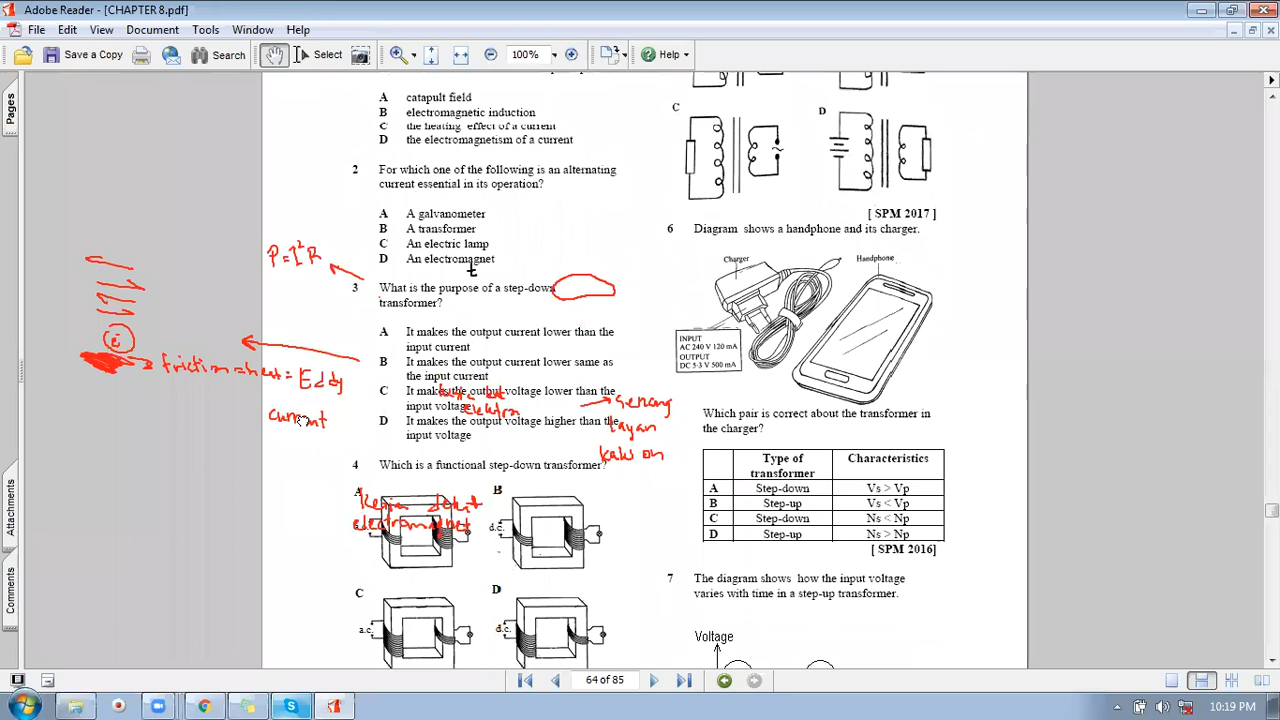 Adobe Reader - [CHAPTER 8.pdf]
File Edit View Document Tools Window Help
Save a Copy Search Select 100% Help
Pages
Attachments
Comments
A catapult field
B electromagnetic induction
C the heating effect of a current
D the electromagnetism of a current
2 For which one of the following is an alternating
current essential in its operation?
A A galvanometer
B A transformer
C An electric lamp
D An electromagnet
t
P=I²R
3 What is the purpose of a step-down
transformer?
A It makes the output current lower than the
input current
B It makes the output current lower same as
the input current
C It makes the output voltage lower than the
input voltage
D It makes the output voltage higher than the
input voltage
e
friction = heat = Eddy
current
elektron
layan
4 Which is a functional step-down transformer?
A
B
d.c.
electromagnet
C
a.c.
D
d.c.
C
D
[ SPM 2017 ]
6 Diagram shows a handphone and its charger.
Charger
Handphone
INPUT
AC 240 V 120 mA
OUTPUT
DC 5·3 V 500 mA
Which pair is correct about the transformer in
the charger?
Type of transformer Characteristics
A Step-down Vs > Vp
B Step-up Vs < Vp
C Step-down Ns < Np
D Step-up Ns > Np
[ SPM 2016]
7 The diagram shows how the input voltage
varies with time in a step-up transformer.
Voltage
64 of 85
10:19 PM